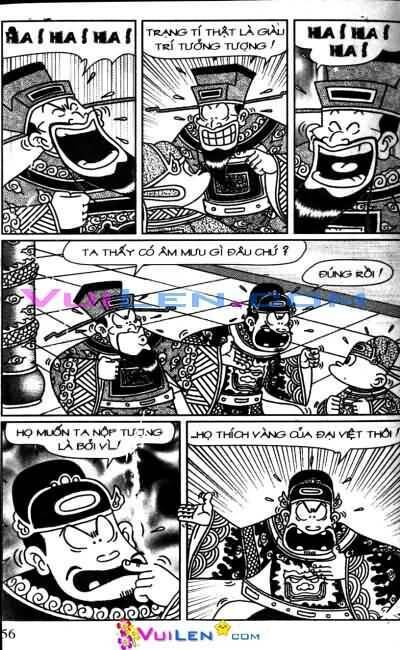 HA! HA! HA!
TRẠNG TÍ THẬT LÀ GIÀU
TRÍ TƯỞNG TƯỢNG!
HA! HA!
HA!
TA THẤY CÓ ÂM MƯU GÌ ĐÂU CHỨ?
ĐÚNG RỒI!
VUILEN.COM
HỌ MUỐN TA NỘP TƯỢNG
LÀ BỞI VÌ...!
...HỌ THÍCH VÀNG CỦA ĐẠI VIỆT THÔI!
56
VUILEN.COM